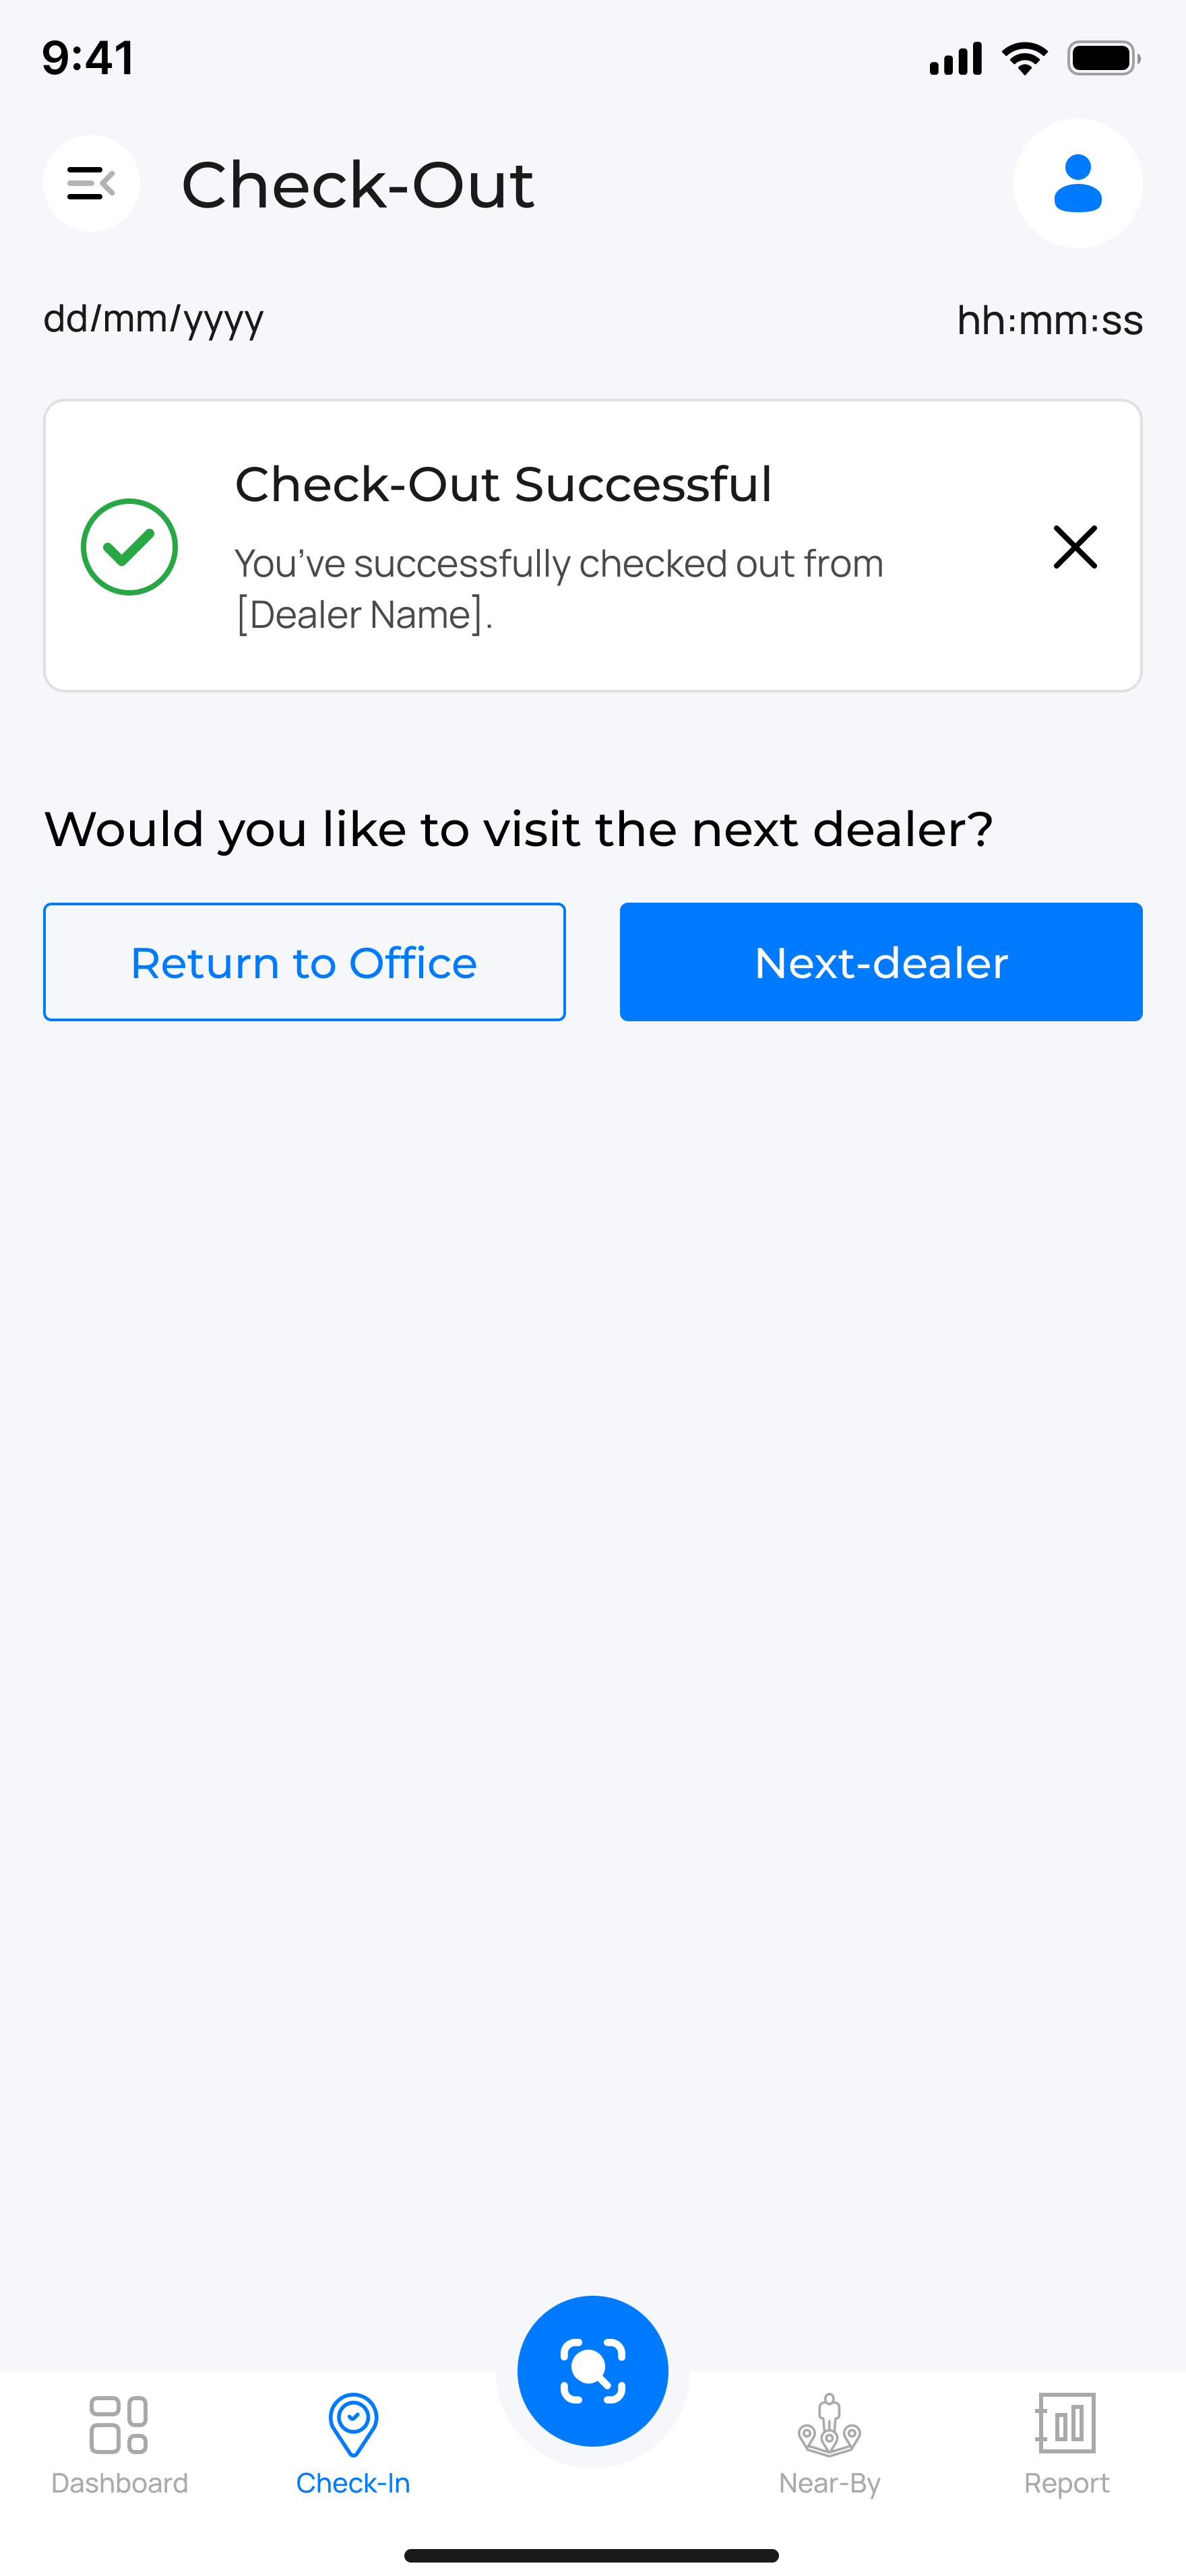 9:41
Check-Out
dd/mm/yyyy
hh:mm:ss
Check-Out Successful
You've successfully checked out from
[Dealer Name].
Would you like to visit the next dealer?
Return to Office
Next-dealer
Dashboard
Check-In
Near-By
Report